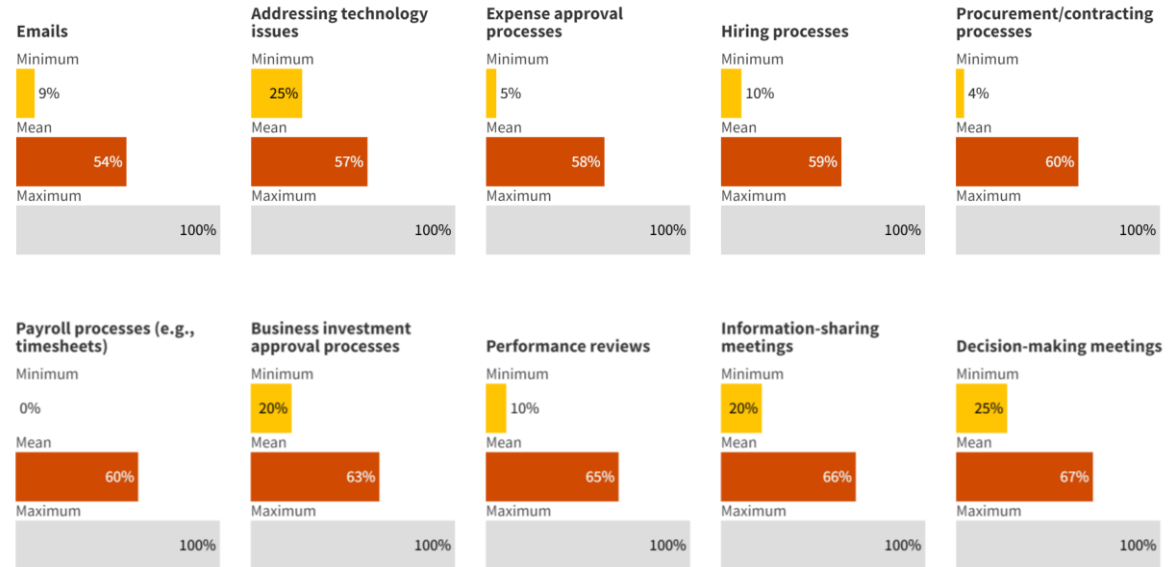 Emails
Minimum
9%
Mean
54%
Maximum
100%
Addressing technology
issues
Minimum
25%
Mean
57%
Maximum
100%
Expense approval
processes
Minimum
5%
Mean
58%
Maximum
100%
Hiring processes
Minimum
10%
Mean
59%
Maximum
100%
Procurement/contracting
processes
Minimum
4%
Mean
60%
Maximum
100%
Payroll processes (e.g.,
timesheets)
Minimum
0%
Mean
60%
Maximum
100%
Business investment
approval processes
Minimum
20%
Mean
63%
Maximum
100%
Performance reviews
Minimum
10%
Mean
65%
Maximum
100%
Information-sharing
meetings
Minimum
20%
Mean
66%
Maximum
100%
Decision-making meetings
Minimum
25%
Mean
67%
Maximum
100%